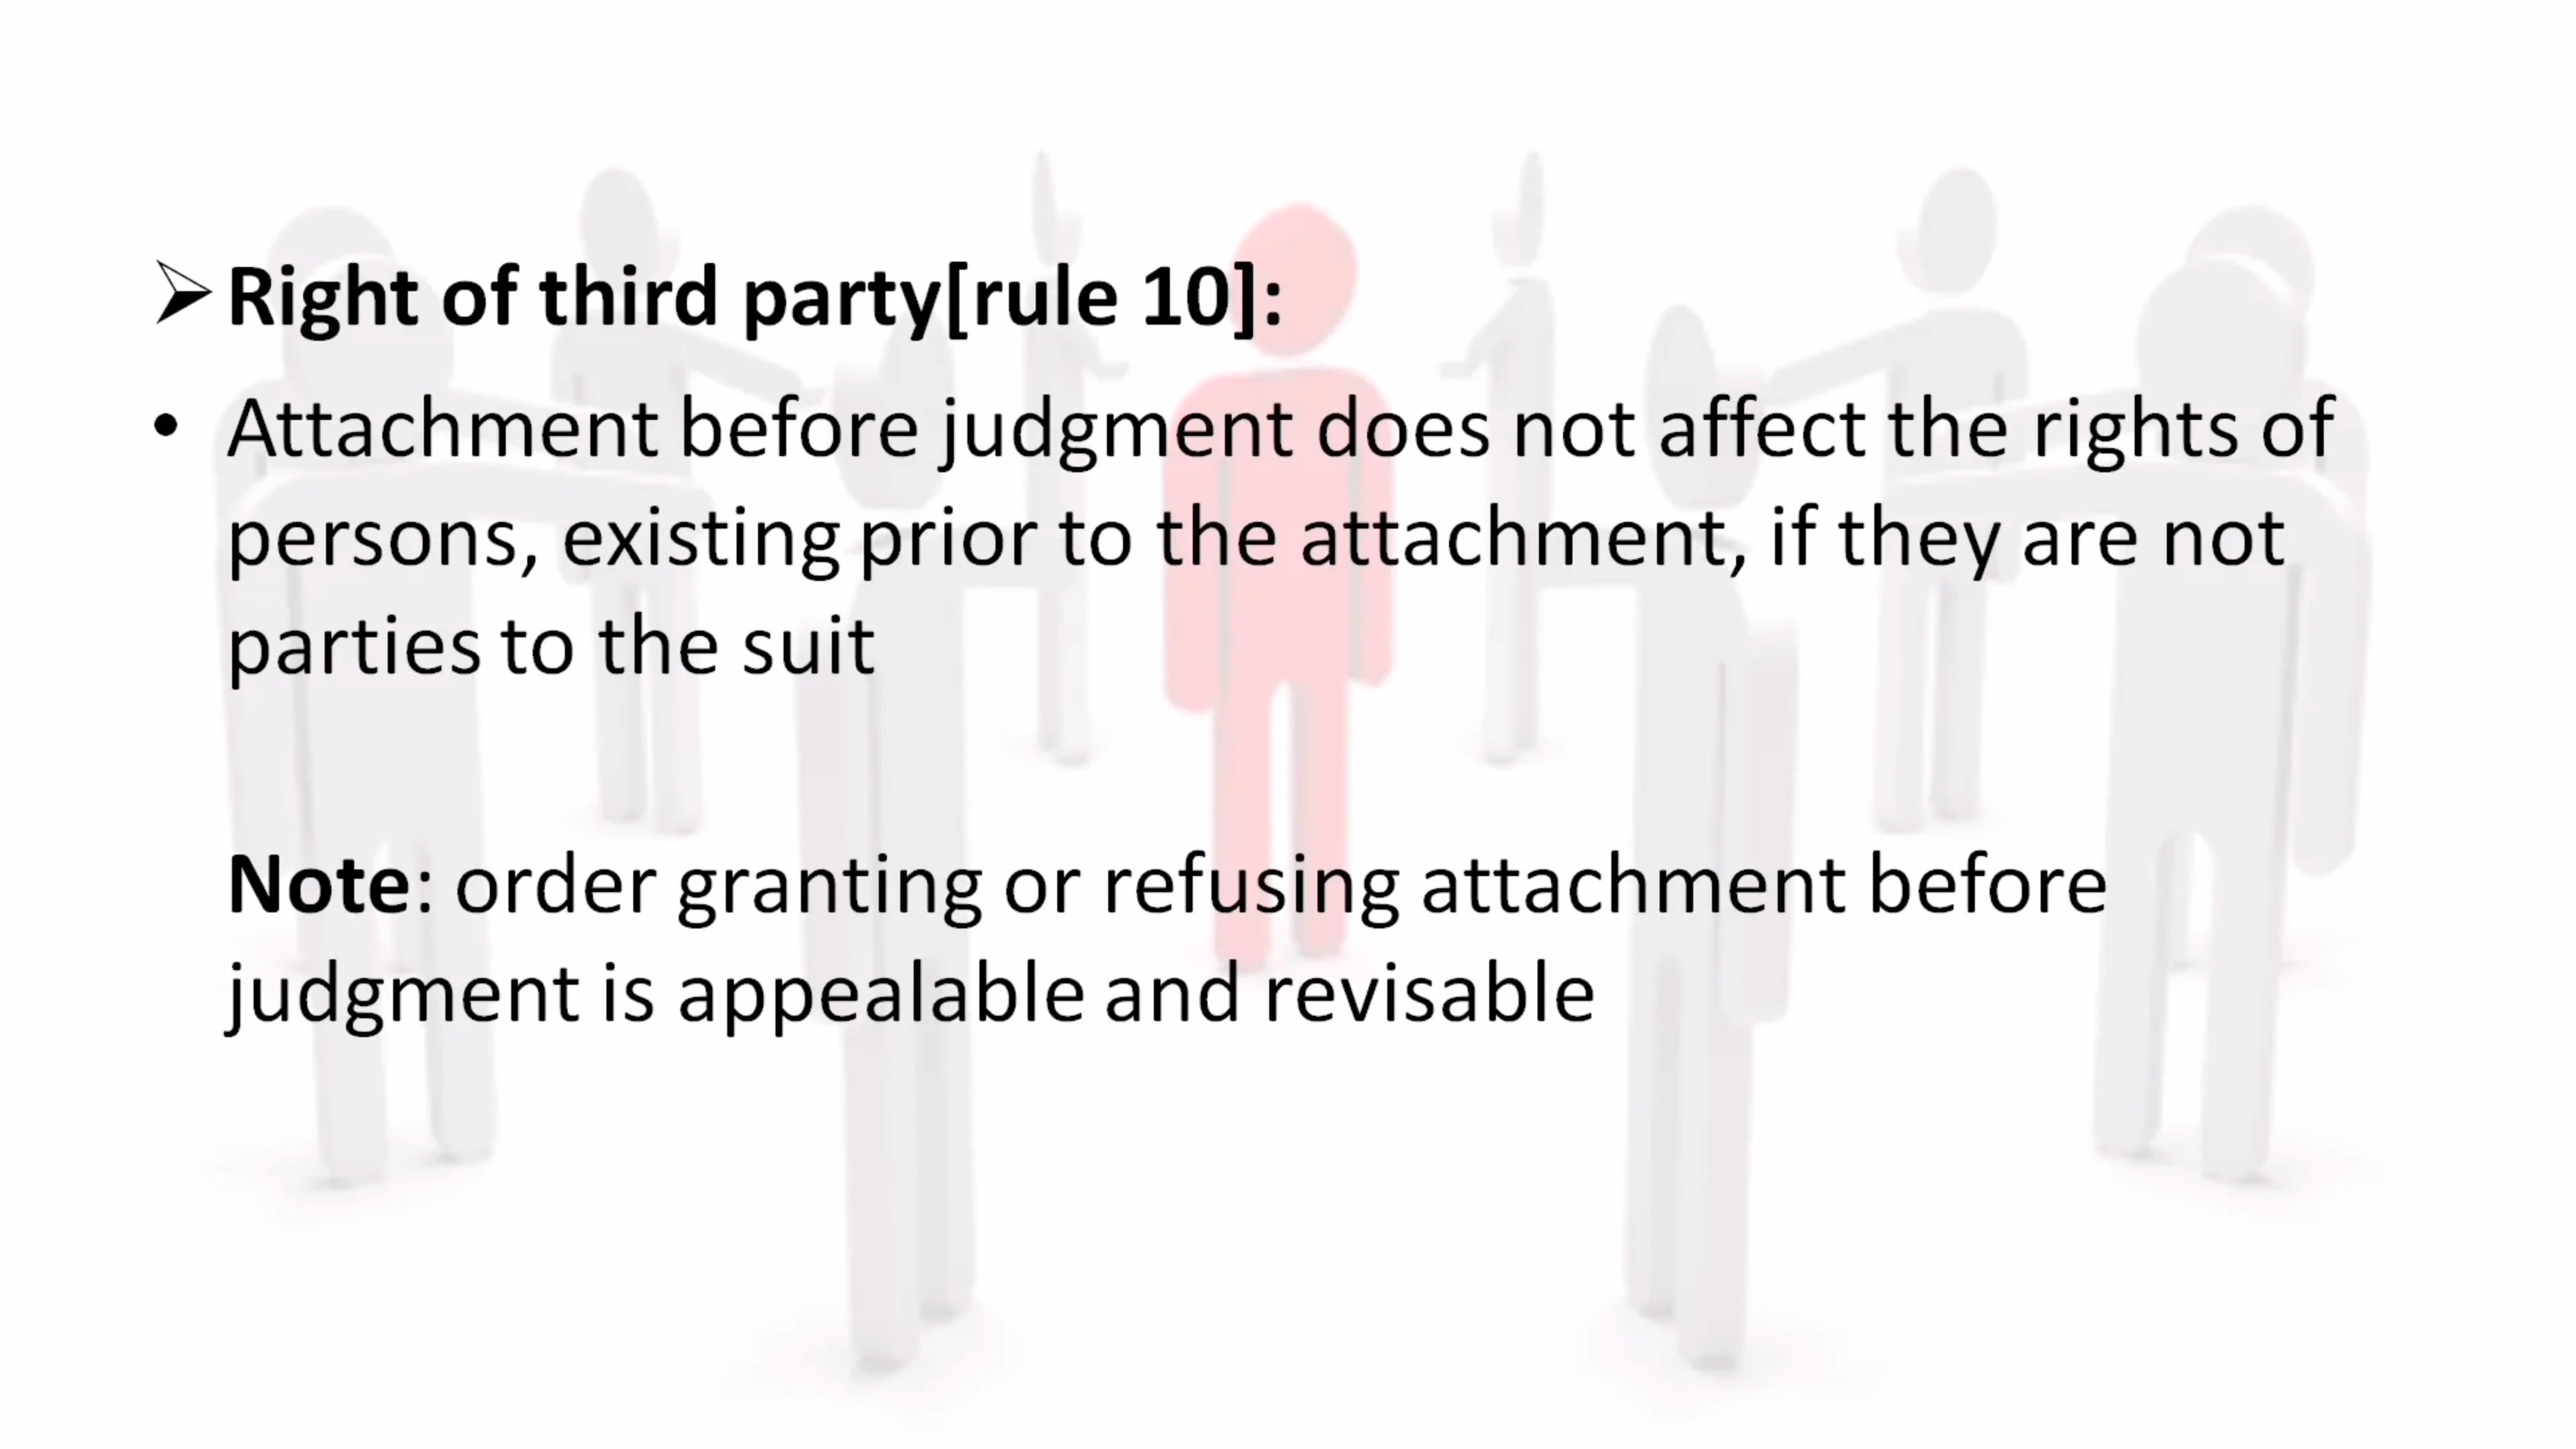 ➢ Right of third party[rule 10]:
• Attachment before judgment does not affect the rights of
persons, existing prior to the attachment, if they are not
parties to the suit
Note: order granting or refusing attachment before
judgment is appealable and revisable